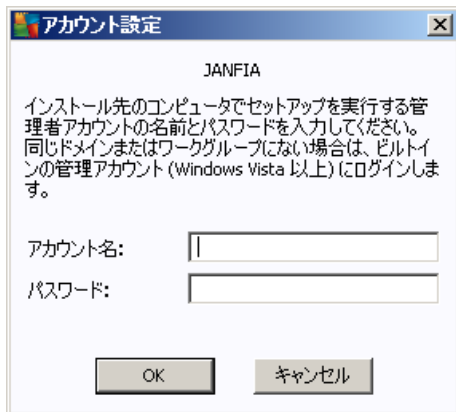 アカウント設定
JANFIA
インストール先のコンピュータでセットアップを実行する管
理者アカウントの名前とパスワードを入力してください。
同じドメインまたはワークグループにない場合は、ビルトイ
ンの管理アカウント (Windows Vista 以上) にログインしま
す。
アカウント名:
パスワード:
OK
キャンセル